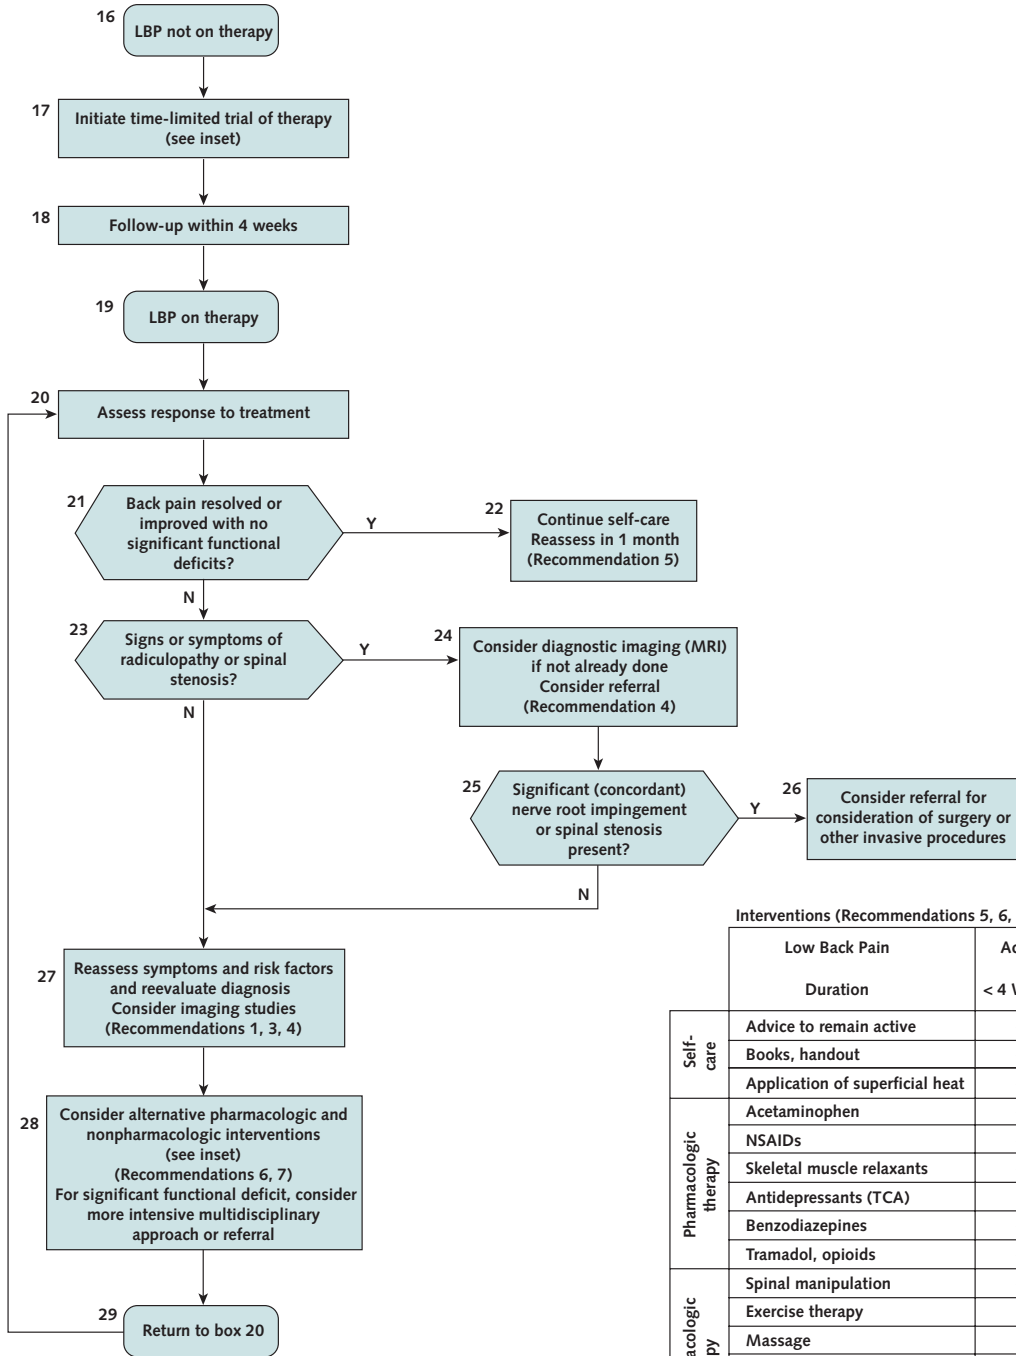 16
LBP not on therapy
17
Initiate time-limited trial of therapy
(see inset)
18
Follow-up within 4 weeks
19
LBP on therapy
20
Assess response to treatment
21
Back pain resolved or
improved with no
significant functional
deficits?
Y
22
Continue self-care
Reassess in 1 month
(Recommendation 5)
N
23
Signs or symptoms of
radiculopathy or spinal
stenosis?
Y
24
Consider diagnostic imaging (MRI)
if not already done
Consider referral
(Recommendation 4)
N
25
Significant (concordant)
nerve root impingement
or spinal stenosis
present?
Y
26
Consider referral for
consideration of surgery or
other invasive procedures
N
27
Reassess symptoms and risk factors
and reevaluate diagnosis
Consider imaging studies
(Recommendations 1, 3, 4)
28
Consider alternative pharmacologic and
nonpharmacologic interventions
(see inset)
(Recommendations 6, 7)
For significant functional deficit, consider
more intensive multidisciplinary
approach or referral
29
Return to box 20
Interventions (Recommendations 5, 6,
Low Back Pain
Duration
< 4
Self-
care
Advice to remain active
Books, handout
Application of superficial heat
Pharmacologic
therapy
Acetaminophen
NSAIDs
Skeletal muscle relaxants
Antidepressants (TCA)
Benzodiazepines
Tramadol, opioids
Spinal manipulation
Exercise therapy
Massage